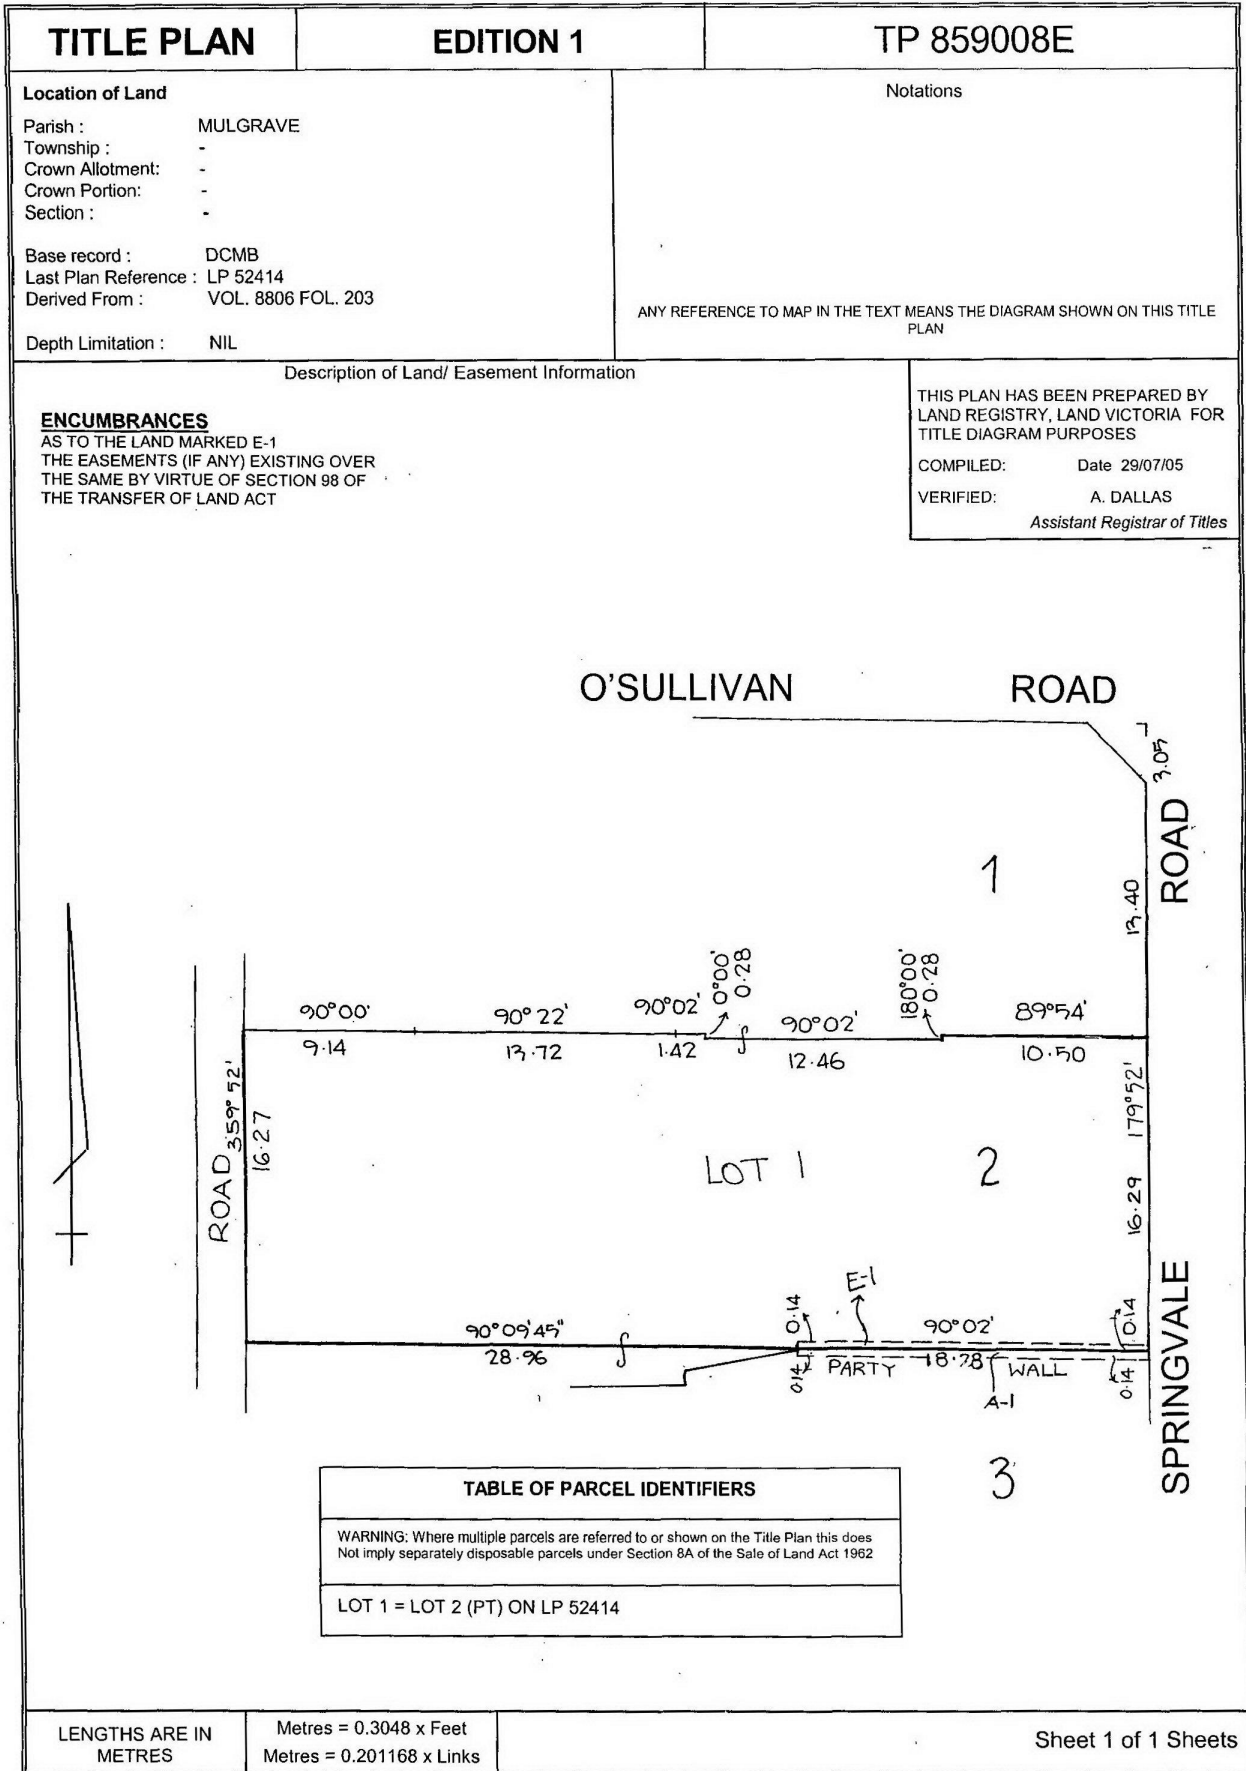 TITLE PLAN
EDITION 1
TP 859008E
Location of Land
Parish : MULGRAVE
Township : -
Crown Allotment: -
Crown Portion: -
Section : -
Base record : DCMB
Last Plan Reference : LP 52414
Derived From : VOL. 8806 FOL. 203
Depth Limitation : NIL
Notations
ANY REFERENCE TO MAP IN THE TEXT MEANS THE DIAGRAM SHOWN ON THIS TITLE
PLAN
Description of Land/ Easement Information
ENCUMBRANCES
AS TO THE LAND MARKED E-1
THE EASEMENTS (IF ANY) EXISTING OVER
THE SAME BY VIRTUE OF SECTION 98 OF
THE TRANSFER OF LAND ACT
THIS PLAN HAS BEEN PREPARED BY
LAND REGISTRY, LAND VICTORIA FOR
TITLE DIAGRAM PURPOSES
COMPILED: Date 29/07/05
VERIFIED: A. DALLAS
Assistant Registrar of Titles
O'SULLIVAN ROAD
3.05
ROAD
1
13.40
90°00'
9.14
90°22'
13.72
90°02'
1.42
0°00'
0.28
90°02'
12.46
180°00'
0.28
89°54'
10.50
ROAD
359°52'
16.27
LOT 1
2
179°52'
16.29
SPRINGVALE
90°09'45"
28.96
0.14
E-1
90°02'
0.14
0.14
PARTY 18.28 WALL
0.14
A-1
3
TABLE OF PARCEL IDENTIFIERS
WARNING: Where multiple parcels are referred to or shown on the Title Plan this does
Not imply separately disposable parcels under Section 8A of the Sale of Land Act 1962
LOT 1 = LOT 2 (PT) ON LP 52414
LENGTHS ARE IN
METRES
Metres = 0.3048 x Feet
Metres = 0.201168 x Links
Sheet 1 of 1 Sheets